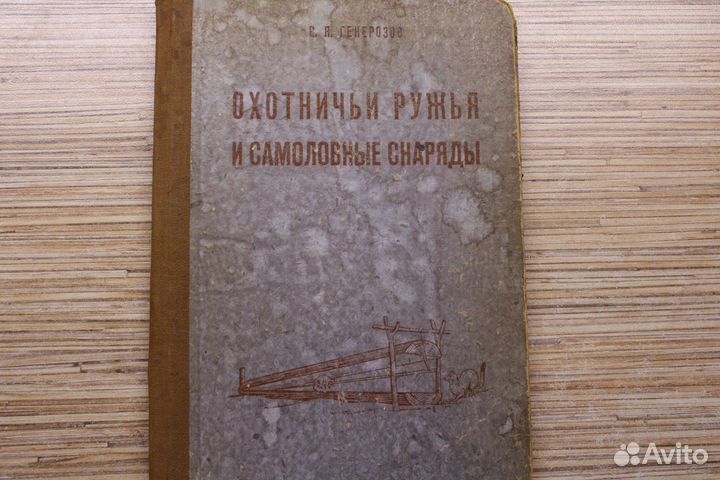 В. Я. ГЕНЕРОЗОВ
ОХОТНИЧЬИ РУЖЬЯ
И САМОЛОВНЫЕ СНАРЯДЫ
Avito